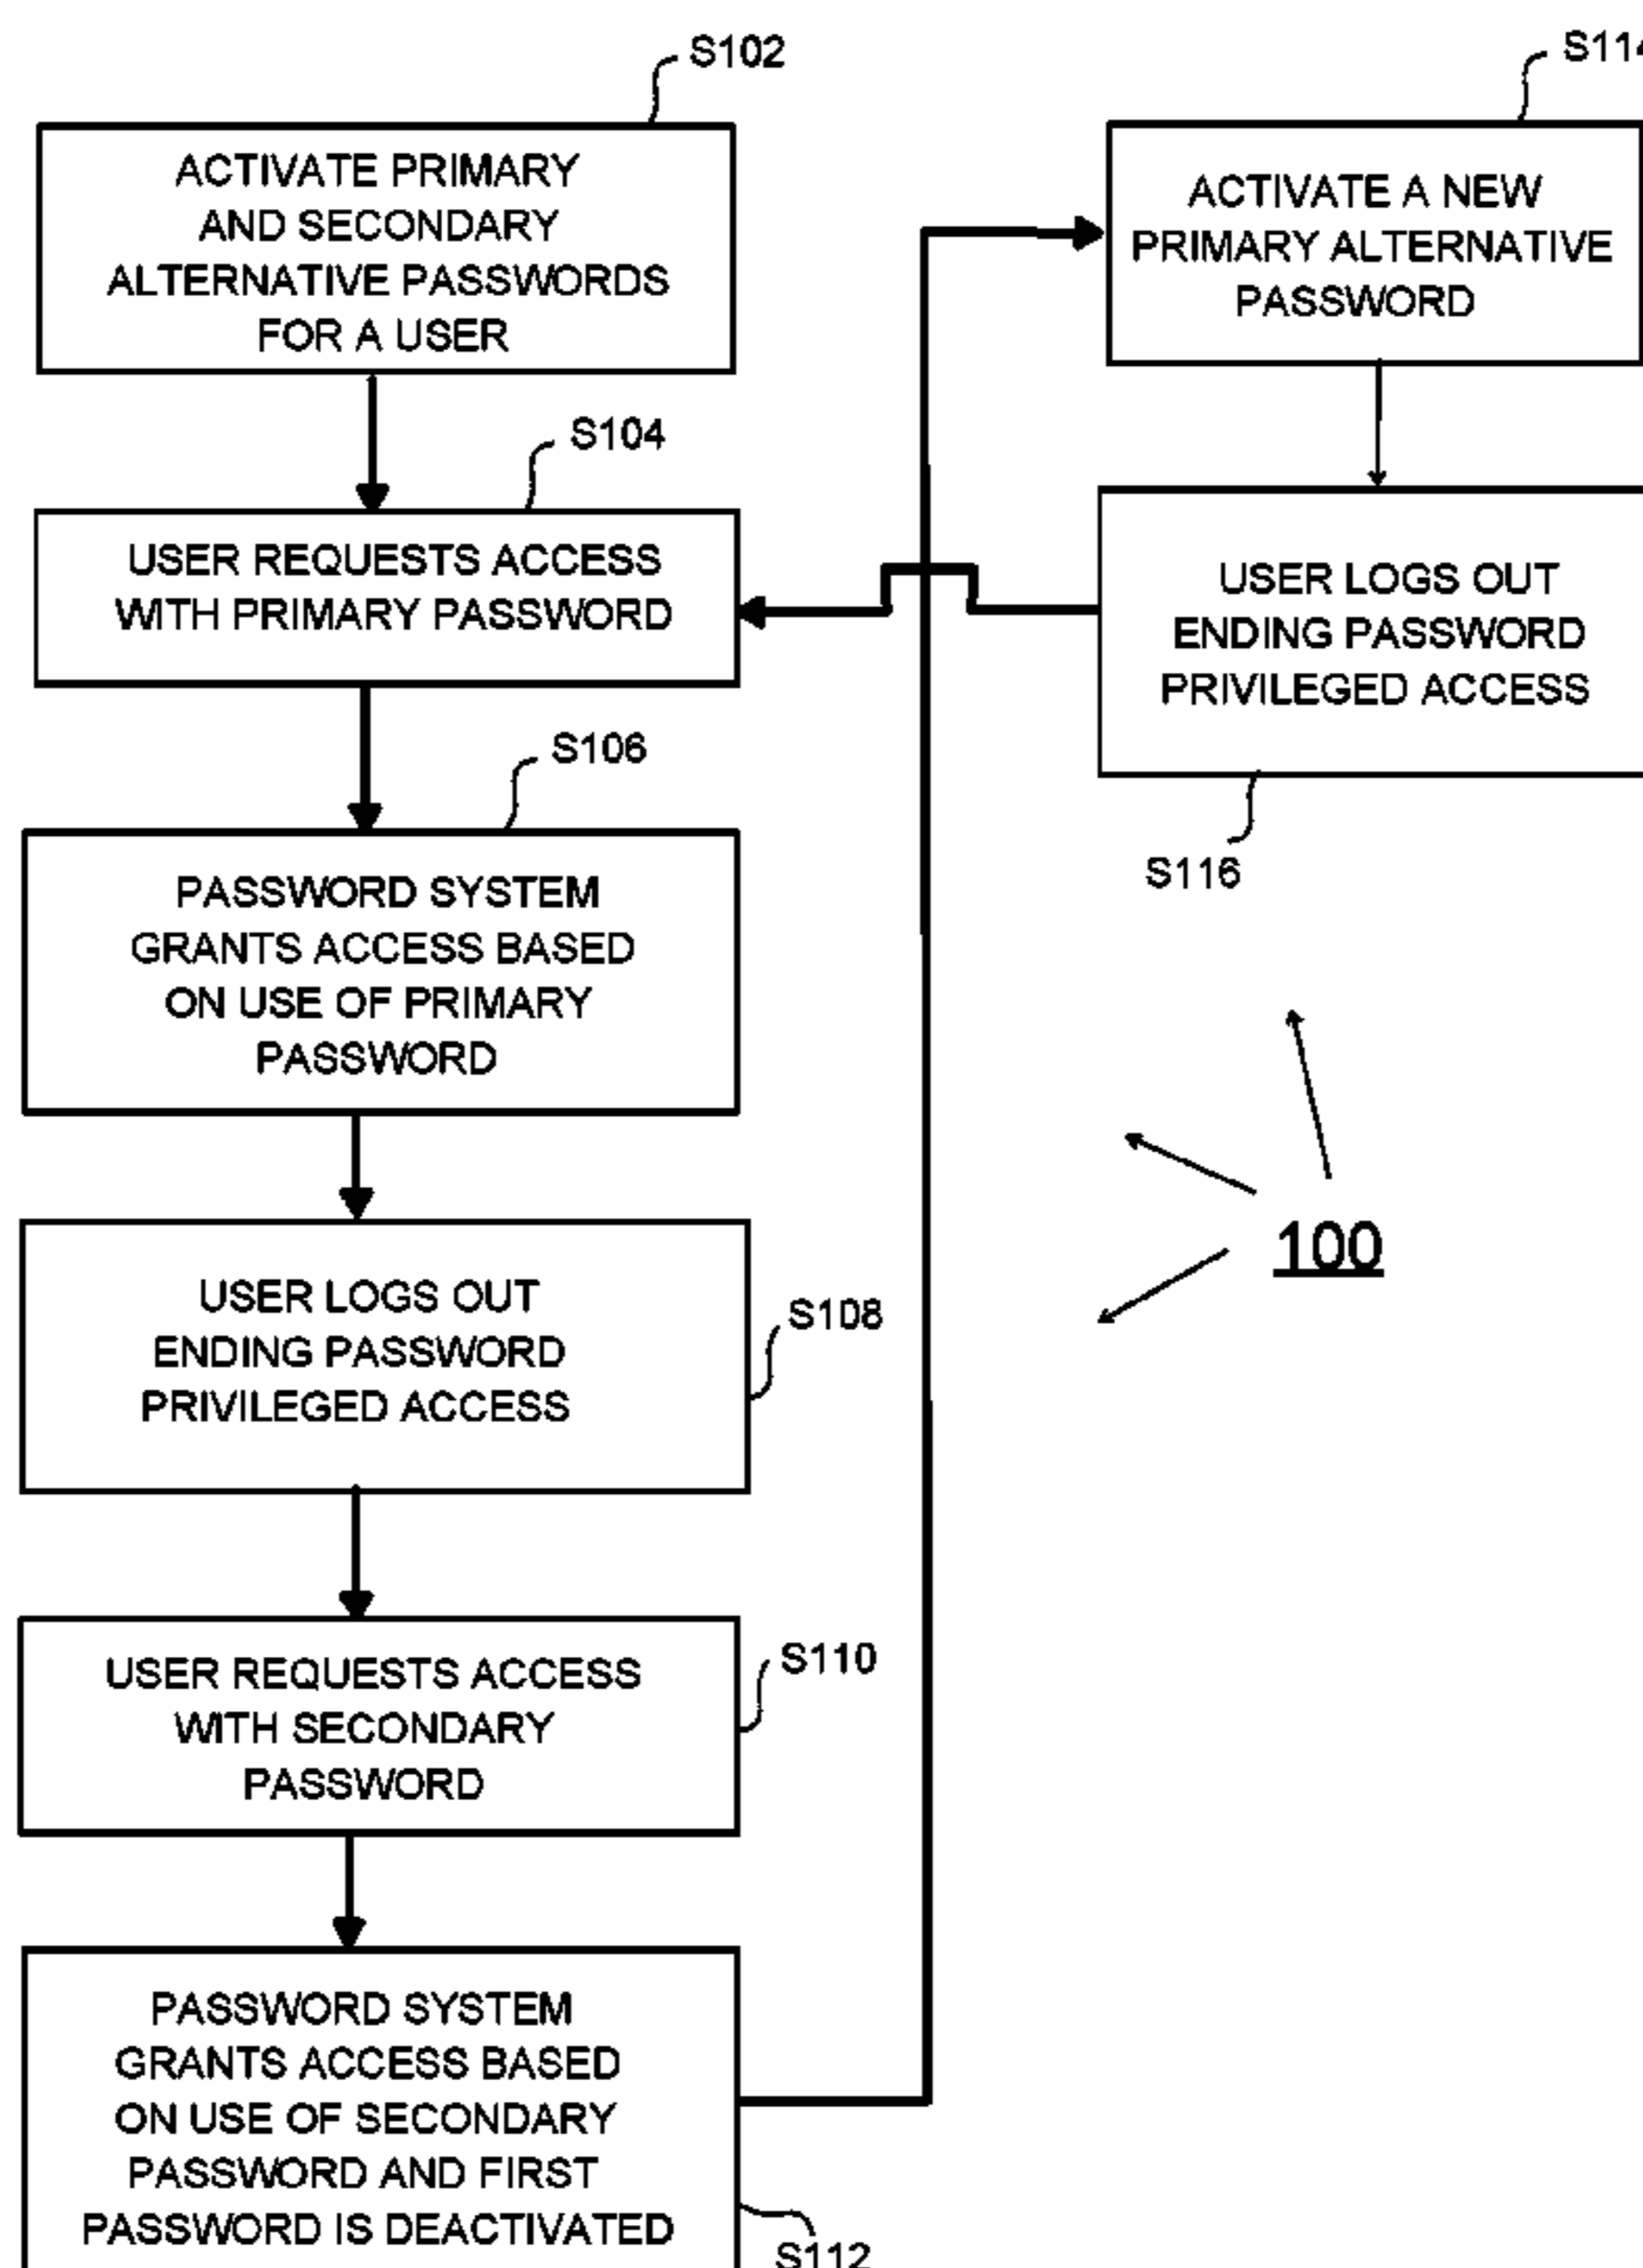 S102
ACTIVATE PRIMARY
AND SECONDARY
ALTERNATIVE PASSWORDS
FOR A USER
S104
USER REQUESTS ACCESS
WITH PRIMARY PASSWORD
S106
PASSWORD SYSTEM
GRANTS ACCESS BASED
ON USE OF PRIMARY
PASSWORD
USER LOGS OUT
ENDING PASSWORD
PRIVILEGED ACCESS
S108
USER REQUESTS ACCESS
WITH SECONDARY
PASSWORD
S110
PASSWORD SYSTEM
GRANTS ACCESS BASED
ON USE OF SECONDARY
PASSWORD AND FIRST
PASSWORD IS DEACTIVATED
S112
S114
ACTIVATE A NEW
PRIMARY ALTERNATIVE
PASSWORD
USER LOGS OUT
ENDING PASSWORD
PRIVILEGED ACCESS
S116
100